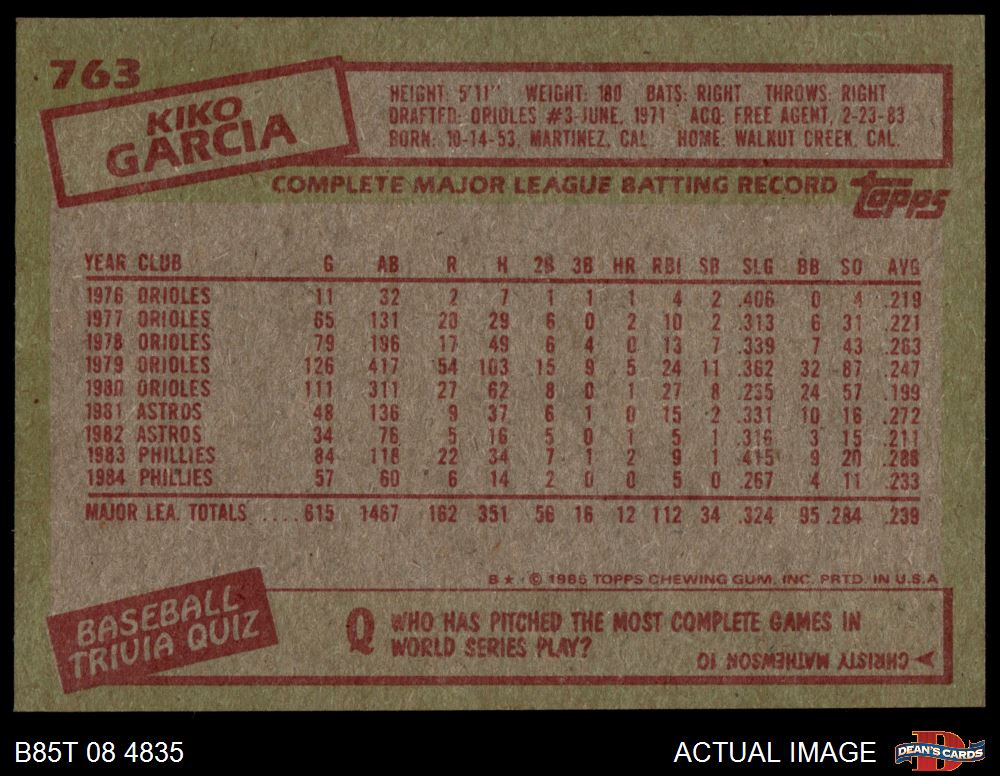 763
KIKO
GARCIA
HEIGHT: 5'11" WEIGHT: 180 BATS: RIGHT THROWS: RIGHT
DRAFTED: ORIOLES #3-JUNE, 1971 ACQ: FREE AGENT, 2-23-83
BORN: 10-14-53, MARTINEZ, CAL. HOME: WALNUT CREEK, CAL.
COMPLETE MAJOR LEAGUE BATTING RECORD topps
YEAR CLUB G AB R H 2B 3B HR RBI SB SLG BB SO AVG
1976 ORIOLES 11 32 2 7 1 1 1 4 2 .406 0 4 .219
1977 ORIOLES 65 131 20 29 6 0 2 10 2 .313 6 31 .221
1978 ORIOLES 79 186 17 49 6 4 0 13 7 .339 7 43 .263
1979 ORIOLES 126 417 54 103 15 9 5 24 11 .362 32 87 .247
1980 ORIOLES 111 311 27 62 8 0 1 27 8 .235 24 57 .199
1981 ASTROS 48 136 9 37 6 1 0 15 2 .331 10 16 .272
1982 ASTROS 34 76 5 16 5 0 1 5 1 .316 3 15 .211
1983 PHILLIES 84 118 22 34 7 1 2 9 1 .415 9 20 .288
1984 PHILLIES 57 60 6 14 2 0 0 5 0 .267 4 11 .233
MAJOR LEA. TOTALS .... 615 1467 162 351 56 16 12 112 34 .324 95 .284 .239
B★ © 1985 TOPPS CHEWING GUM, INC. PRTD. IN U.S.A
BASEBALL
TRIVIA QUIZ
Q WHO HAS PITCHED THE MOST COMPLETE GAMES IN
WORLD SERIES PLAY?
A CHRISTY MATHEWSON 10
B85T 08 4835 ACTUAL IMAGE DEAN'S CARDS